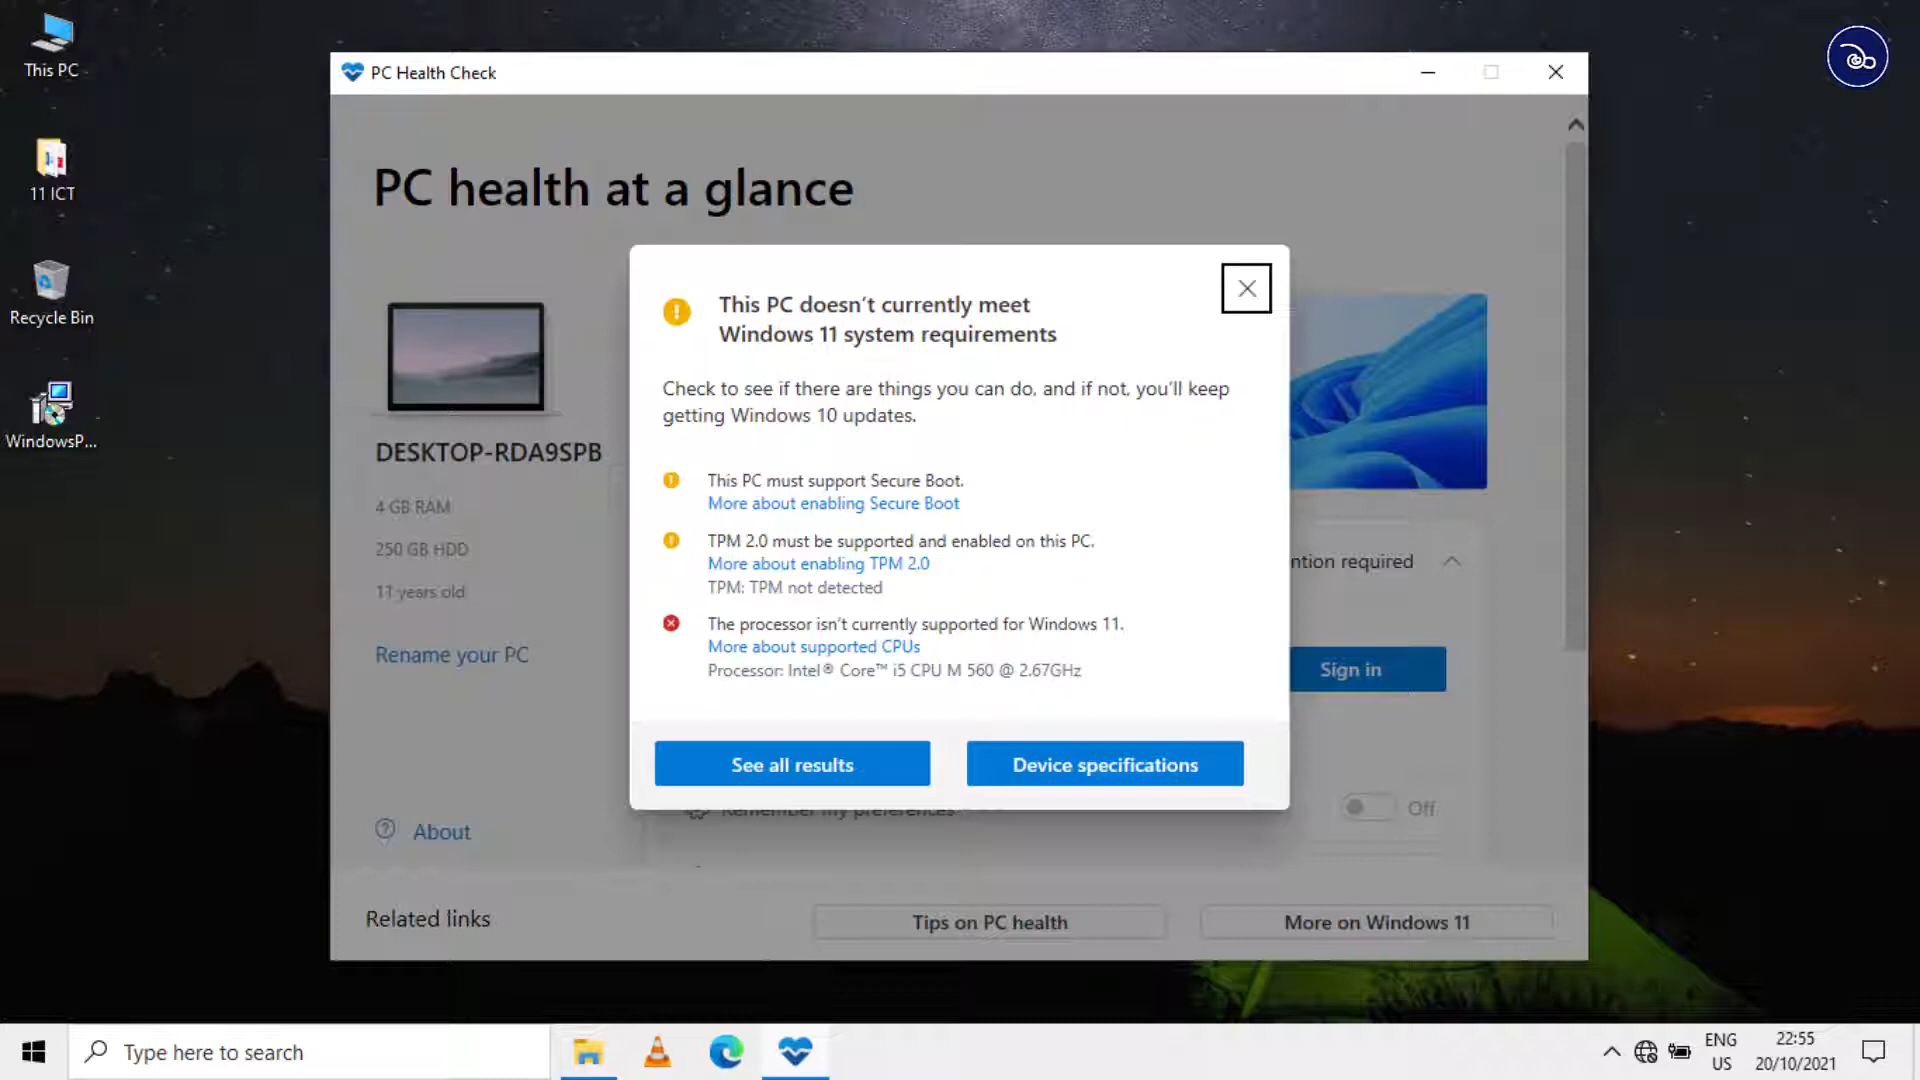 This PC
11 ICT
Recycle Bin
WindowsP...
PC Health Check
PC health at a glance
DESKTOP-RDA9SPB
4 GB RAM
250 GB HDD
11 years old
Rename your PC
About
This PC doesn't currently meet
Windows 11 system requirements
Check to see if there are things you can do, and if not, you'll keep
getting Windows 10 updates.
This PC must support Secure Boot.
More about enabling Secure Boot
TPM 2.0 must be supported and enabled on this PC.
More about enabling TPM 2.0
TPM: TPM not detected
The processor isn't currently supported for Windows 11.
More about supported CPUs
Processor: Intel® Core™ i5 CPU M 560 @ 2.67GHz
See all results
Device specifications
ntion required
Sign in
Remember my preferences
Off
Related links
Tips on PC health
More on Windows 11
Type here to search
ENG
US
22:55
20/10/2021